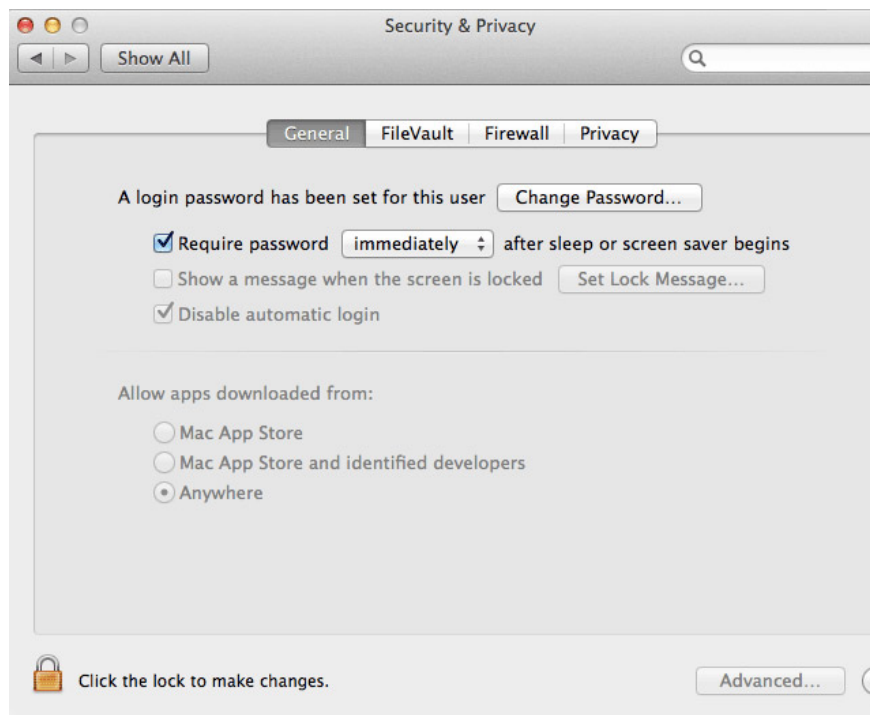 Security & Privacy
Show All
General FileVault Firewall Privacy
A login password has been set for this user Change Password...
Require password immediately after sleep or screen saver begins
Show a message when the screen is locked Set Lock Message...
Disable automatic login
Allow apps downloaded from:
Mac App Store
Mac App Store and identified developers
Anywhere
Click the lock to make changes. Advanced...